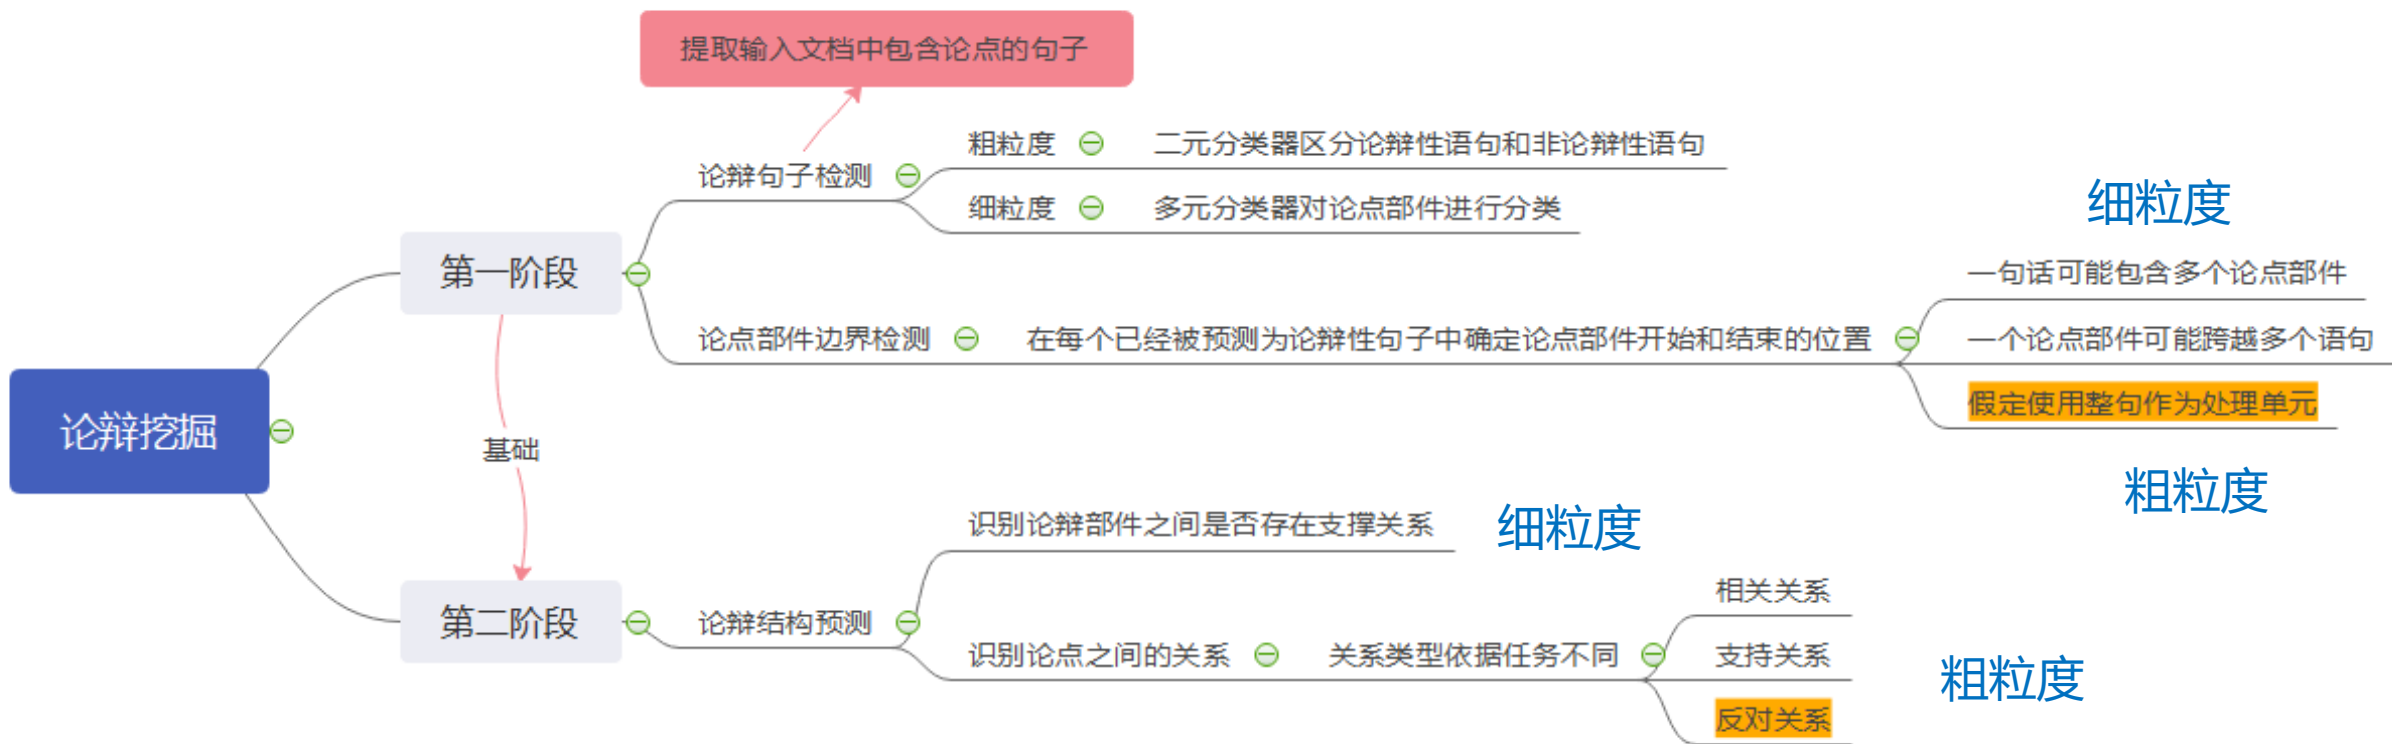 提取输入文档中包含论点的句子
粗粒度
二元分类器区分论辩性语句和非论辩性语句
论辩句子检测
细粒度
多元分类器对论点部件进行分类
细粒度
第一阶段
一句话可能包含多个论点部件
论点部件边界检测
在每个已经被预测为论辩性句子中确定论点部件开始和结束的位置
一个论点部件可能跨越多个语句
假定使用整句作为处理单元
论辩挖掘
基础
粗粒度
识别论辩部件之间是否存在支撑关系
细粒度
第二阶段
论辩结构预测
相关关系
识别论点之间的关系
关系类型依据任务不同
支持关系
粗粒度
反对关系